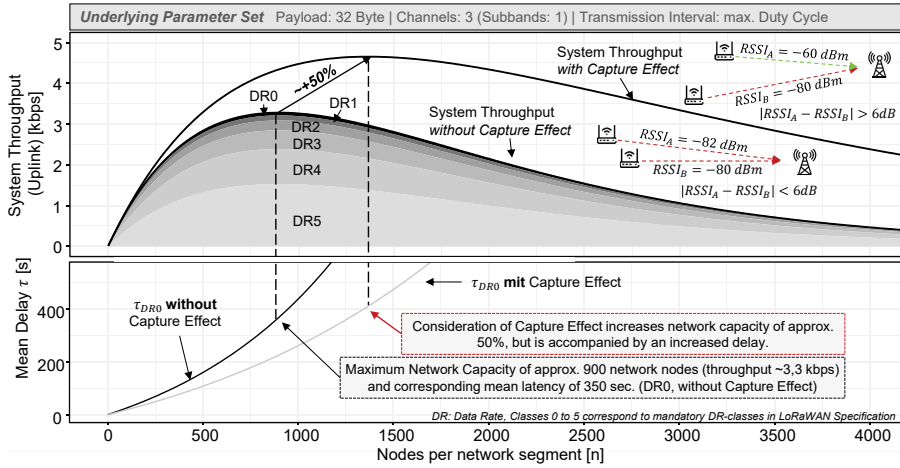 Underlying Parameter Set Payload: 32 Byte | Channels: 3 (Subbands: 1) | Transmission Interval: max. Duty Cycle
System Throughput
(Uplink) [kbps]
5
4
3
2
1
0
~+50%
DR0
DR1
DR2
DR3
DR4
DR5
System Throughput
with Capture Effect
System Throughput
without Capture Effect
RSSI_A = −60 dBm
RSSI_B = −80 dBm
|RSSI_A − RSSI_B| > 6dB
RSSI_A = −82 dBm
RSSI_B = −80 dBm
|RSSI_A − RSSI_B| < 6dB
Mean Delay τ [s]
400
200
0
τ_DR0 without
Capture Effect
τ_DR0 mit Capture Effect
Consideration of Capture Effect increases network capacity of approx.
50%, but is accompanied by an increased delay.
Maximum Network Capacity of approx. 900 network nodes (throughput ~3,3 kbps)
and corresponding mean latency of 350 sec. (DR0, without Capture Effect)
DR: Data Rate, Classes 0 to 5 correspond to mandatory DR-classes in LoRaWAN Specification
0 500 1000 1500 2000 2500 3000 3500 4000
Nodes per network segment [n]